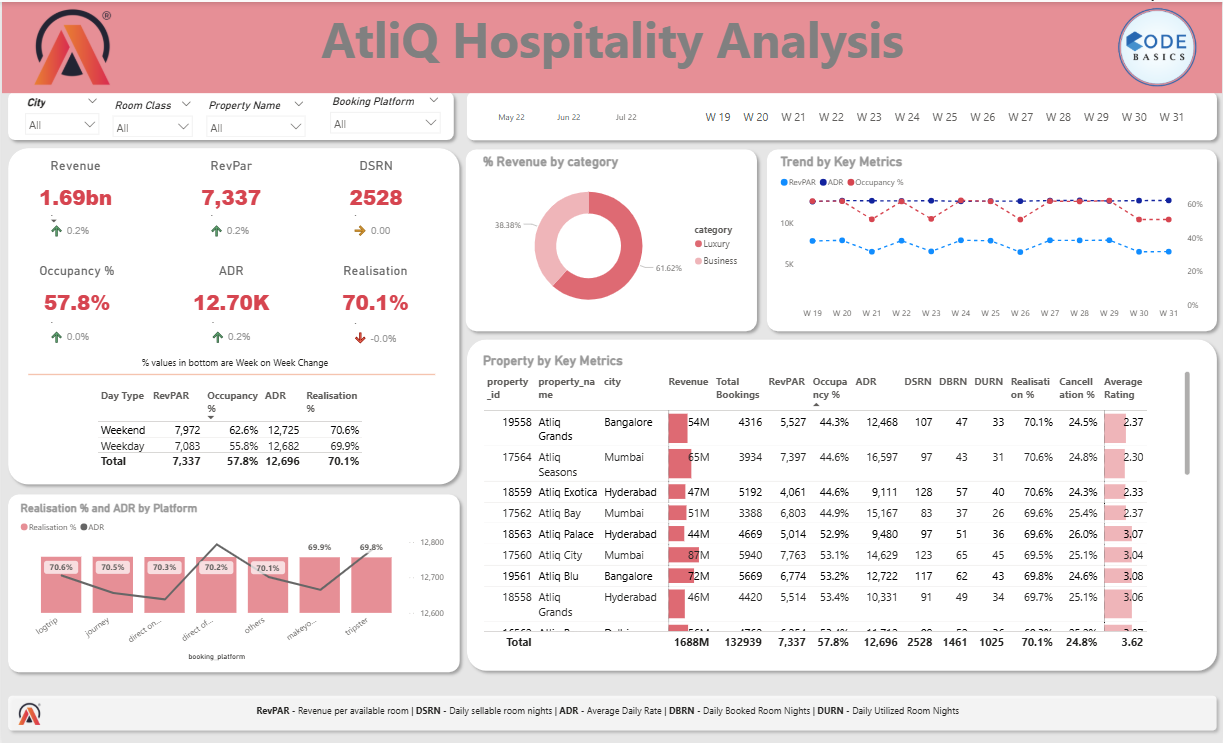 AtliQ Hospitality Analysis
®
CODE
BASICS
City
Room Class
Property Name
Booking Platform
All
All
All
All
May 22 Jun 22 Jul 22
W 19 W 20 W 21 W 22 W 23 W 24 W 25 W 26 W 27 W 28 W 29 W 30 W 31
Revenue RevPar DSRN
1.69bn 7,337 2528
0.2% 0.2% 0.00
Occupancy % ADR Realisation
57.8% 12.70K 70.1%
0.0% 0.2% -0.0%
% values in bottom are Week on Week Change
Day Type RevPAR Occupancy % ADR Realisation %
Weekend 7,972 62.6% 12,725 70.6%
Weekday 7,083 55.8% 12,682 69.9%
Total 7,337 57.8% 12,696 70.1%
% Revenue by category
38.38%
61.62%
category
Luxury
Business
Trend by Key Metrics
RevPAR ADR Occupancy %
10K
5K
60%
40%
20%
0%
W 19 W 20 W 21 W 22 W 23 W 24 W 25 W 26 W 27 W 28 W 29 W 30 W 31
Realisation % and ADR by Platform
Realisation % ADR
70.6% 70.5% 70.3% 70.2% 70.1% 69.9% 69.8%
12,800
12,700
12,600
logtrip journey direct on... direct of... others makeyo... tripster
booking_platform
Property by Key Metrics
property_id property_name city Revenue Total Bookings RevPAR Occupancy % ADR DSRN DBRN DURN Realisation % Cancellation % Average Rating
19558 Atliq Grands Bangalore 54M 4316 5,527 44.3% 12,468 107 47 33 70.1% 24.5% 2.37
17564 Atliq Seasons Mumbai 65M 3934 7,397 44.6% 16,597 97 43 31 70.6% 24.8% 2.30
18559 Atliq Exotica Hyderabad 47M 5192 4,061 44.6% 9,111 128 57 40 70.6% 24.3% 2.33
17562 Atliq Bay Mumbai 51M 3388 6,803 44.9% 15,167 83 37 26 69.6% 25.4% 2.37
18563 Atliq Palace Hyderabad 44M 4669 5,014 52.9% 9,480 97 51 36 69.6% 26.0% 3.07
17560 Atliq City Mumbai 87M 5940 7,763 53.1% 14,629 123 65 45 69.5% 25.1% 3.04
19561 Atliq Blu Bangalore 72M 5669 6,774 53.2% 12,722 117 62 43 69.8% 24.6% 3.08
18558 Atliq Grands Hyderabad 46M 4420 5,514 53.4% 10,331 91 49 34 69.7% 25.1% 3.06
Total 1688M 132939 7,337 57.8% 12,696 2528 1461 1025 70.1% 24.8% 3.62
RevPAR - Revenue per available room | DSRN - Daily sellable room nights | ADR - Average Daily Rate | DBRN - Daily Booked Room Nights | DURN - Daily Utilized Room Nights